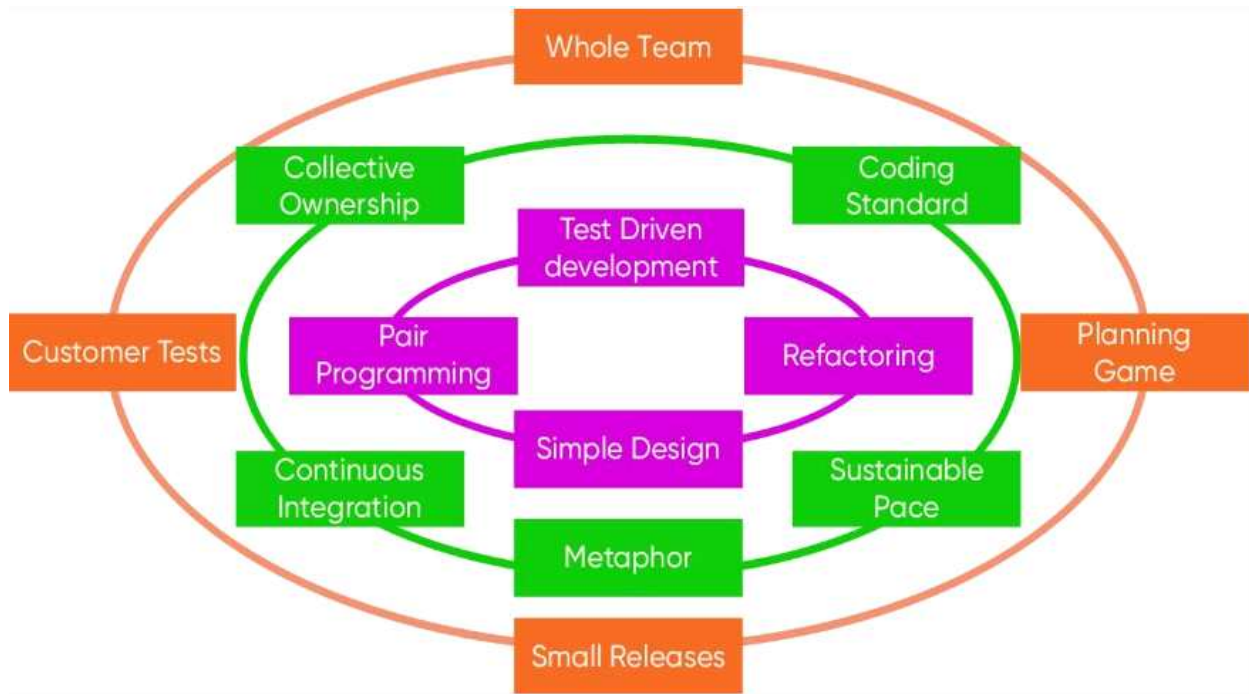 Whole Team
Collective
Ownership
Coding
Standard
Test Driven
development
Customer Tests
Pair
Programming
Refactoring
Planning
Game
Simple Design
Continuous
Integration
Sustainable
Pace
Metaphor
Small Releases